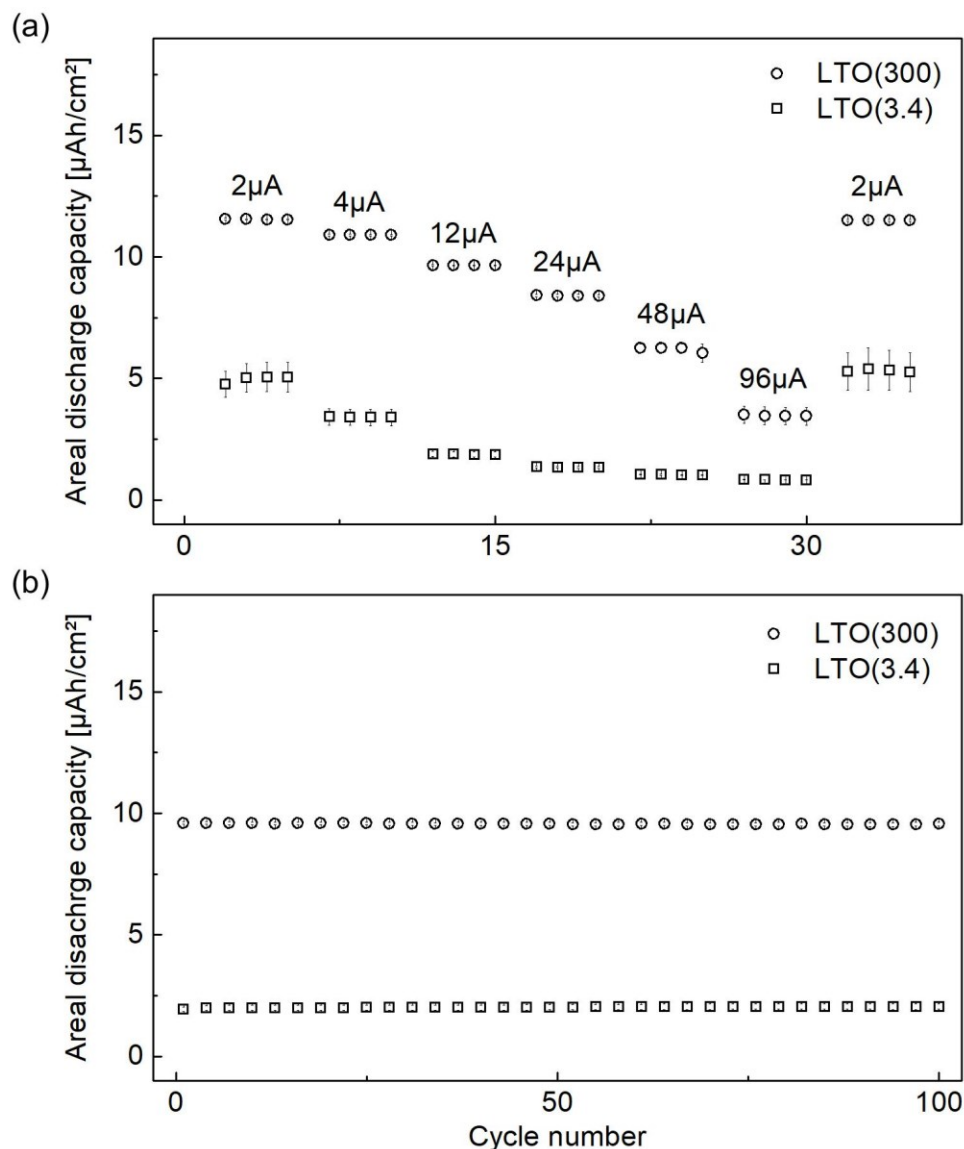 (a)
Areal discharge capacity [µAh/cm²]
15
10
5
0
LTO(300)
LTO(3.4)
2µA
4µA
12µA
24µA
48µA
96µA
2µA
0
15
30
(b)
Areal disachrge capacity [µAh/cm²]
15
10
5
0
LTO(300)
LTO(3.4)
0
50
100
Cycle number